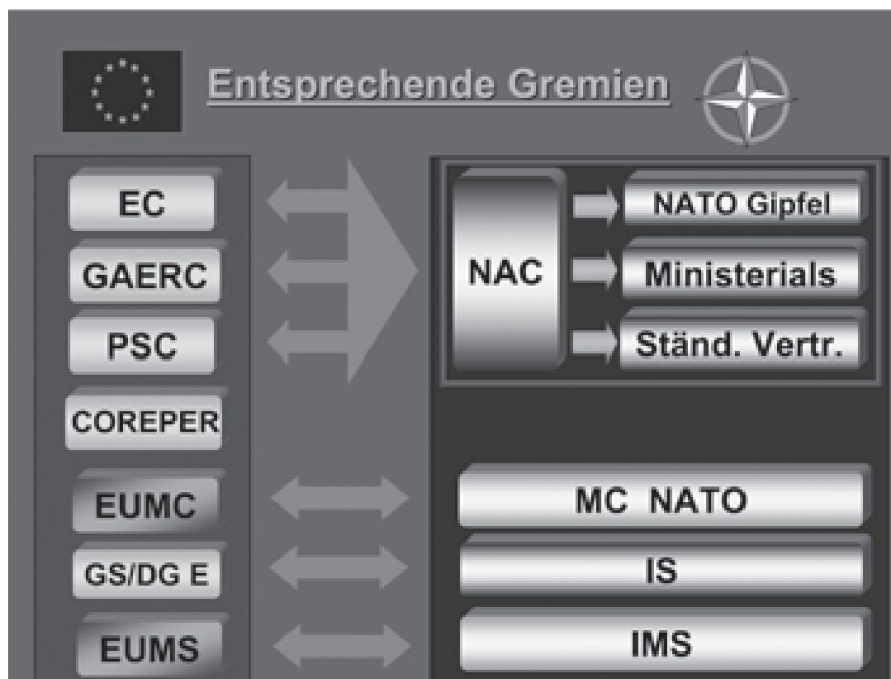 Entsprechende Gremien
EC
GAERC
PSC
COREPER
EUMC
GS/DG E
EUMS
NAC
NATO Gipfel
Ministerials
Ständ. Vertr.
MC NATO
IS
IMS